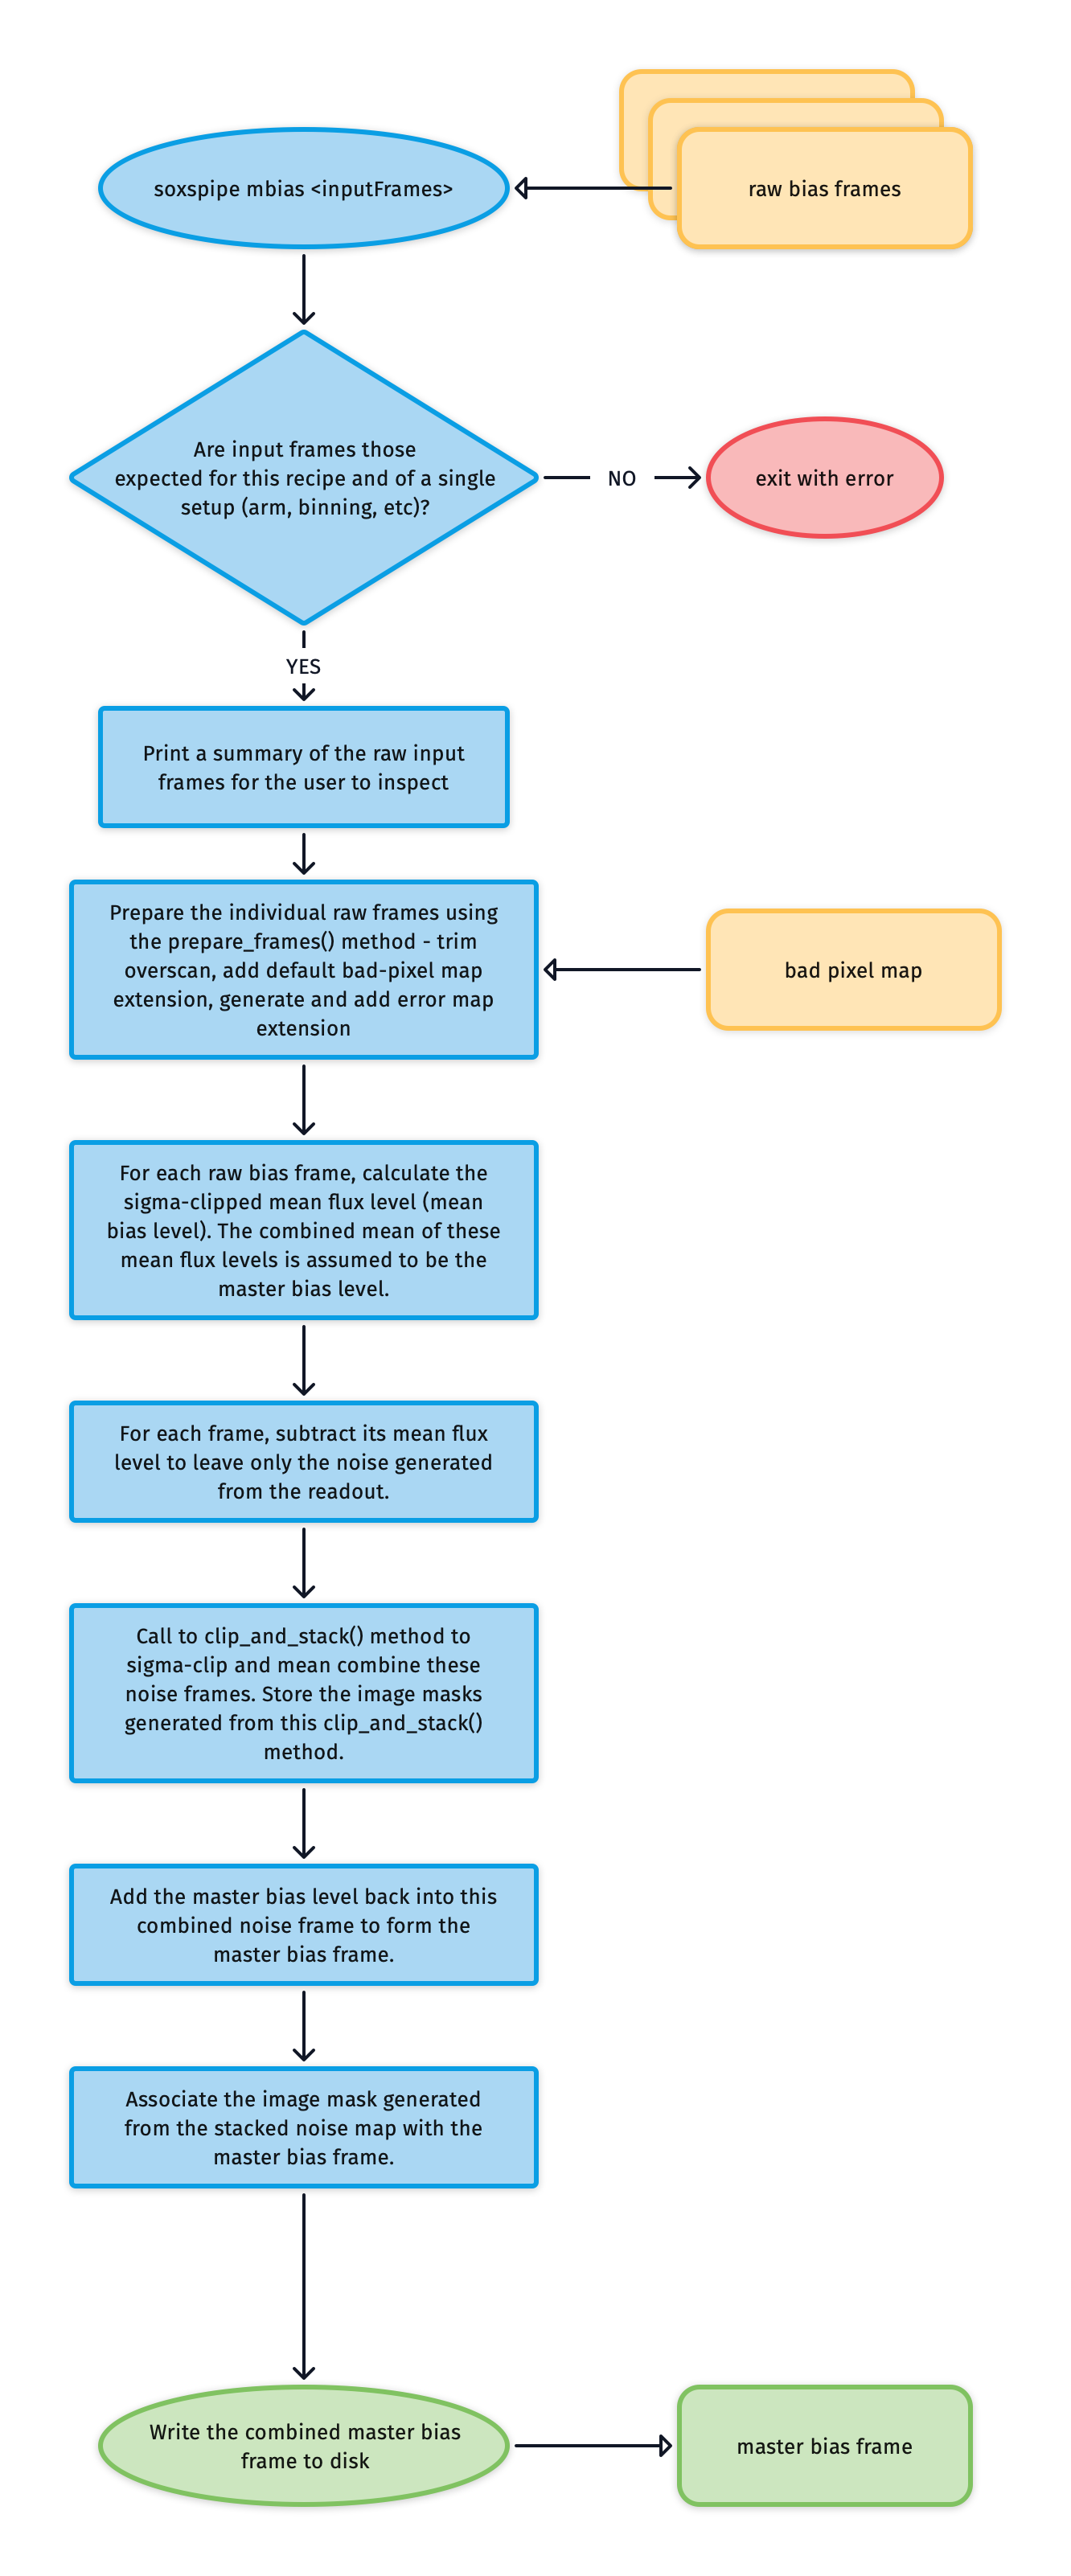 soxspipe mbias <inputFrames>
raw bias frames
Are input frames those
expected for this recipe and of a single
setup (arm, binning, etc)?
NO
exit with error
YES
Print a summary of the raw input
frames for the user to inspect
Prepare the individual raw frames using
the prepare_frames() method - trim
overscan, add default bad-pixel map
extension, generate and add error map
extension
bad pixel map
For each raw bias frame, calculate the
sigma-clipped mean flux level (mean
bias level). The combined mean of these
mean flux levels is assumed to be the
master bias level.
For each frame, subtract its mean flux
level to leave only the noise generated
from the readout.
Call to clip_and_stack() method to
sigma-clip and mean combine these
noise frames. Store the image masks
generated from this clip_and_stack()
method.
Add the master bias level back into this
combined noise frame to form the
master bias frame.
Associate the image mask generated
from the stacked noise map with the
master bias frame.
Write the combined master bias
frame to disk
master bias frame